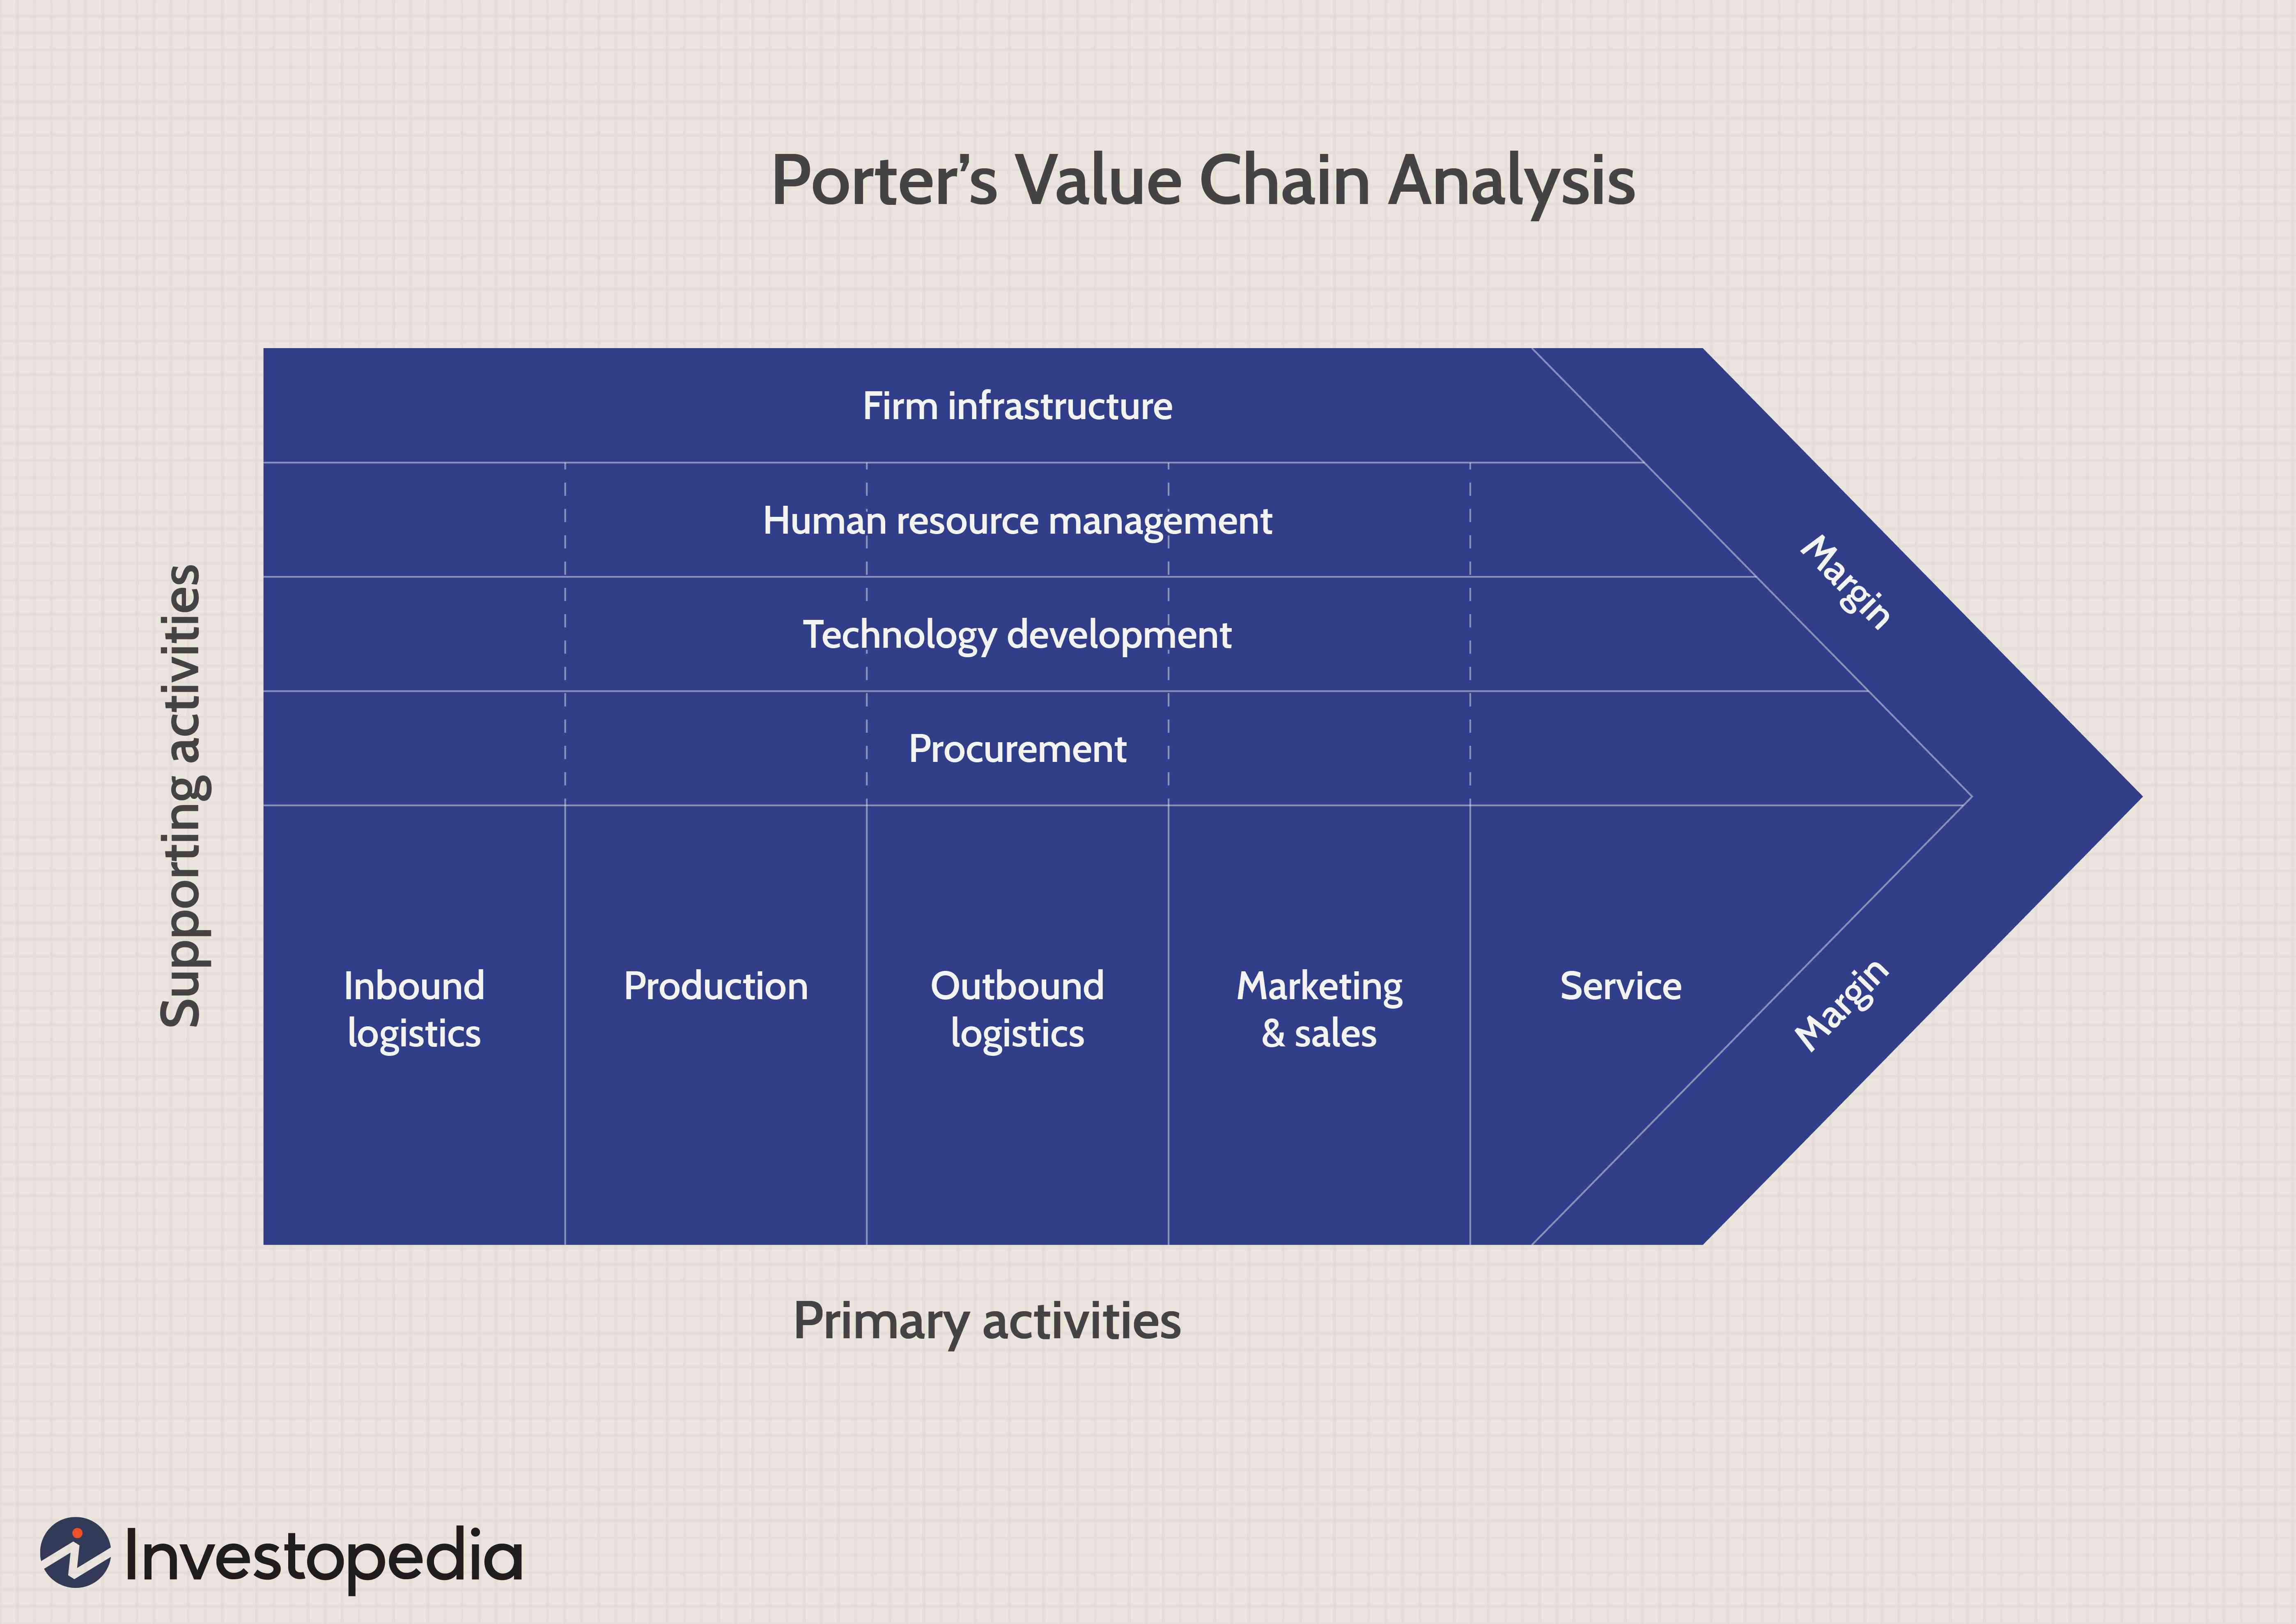 Porter’s Value Chain Analysis
Supporting activities
Firm infrastructure
Human resource management
Technology development
Procurement
Margin
Inbound
logistics
Production
Outbound
logistics
Marketing
& sales
Service
Margin
Primary activities
Investopedia